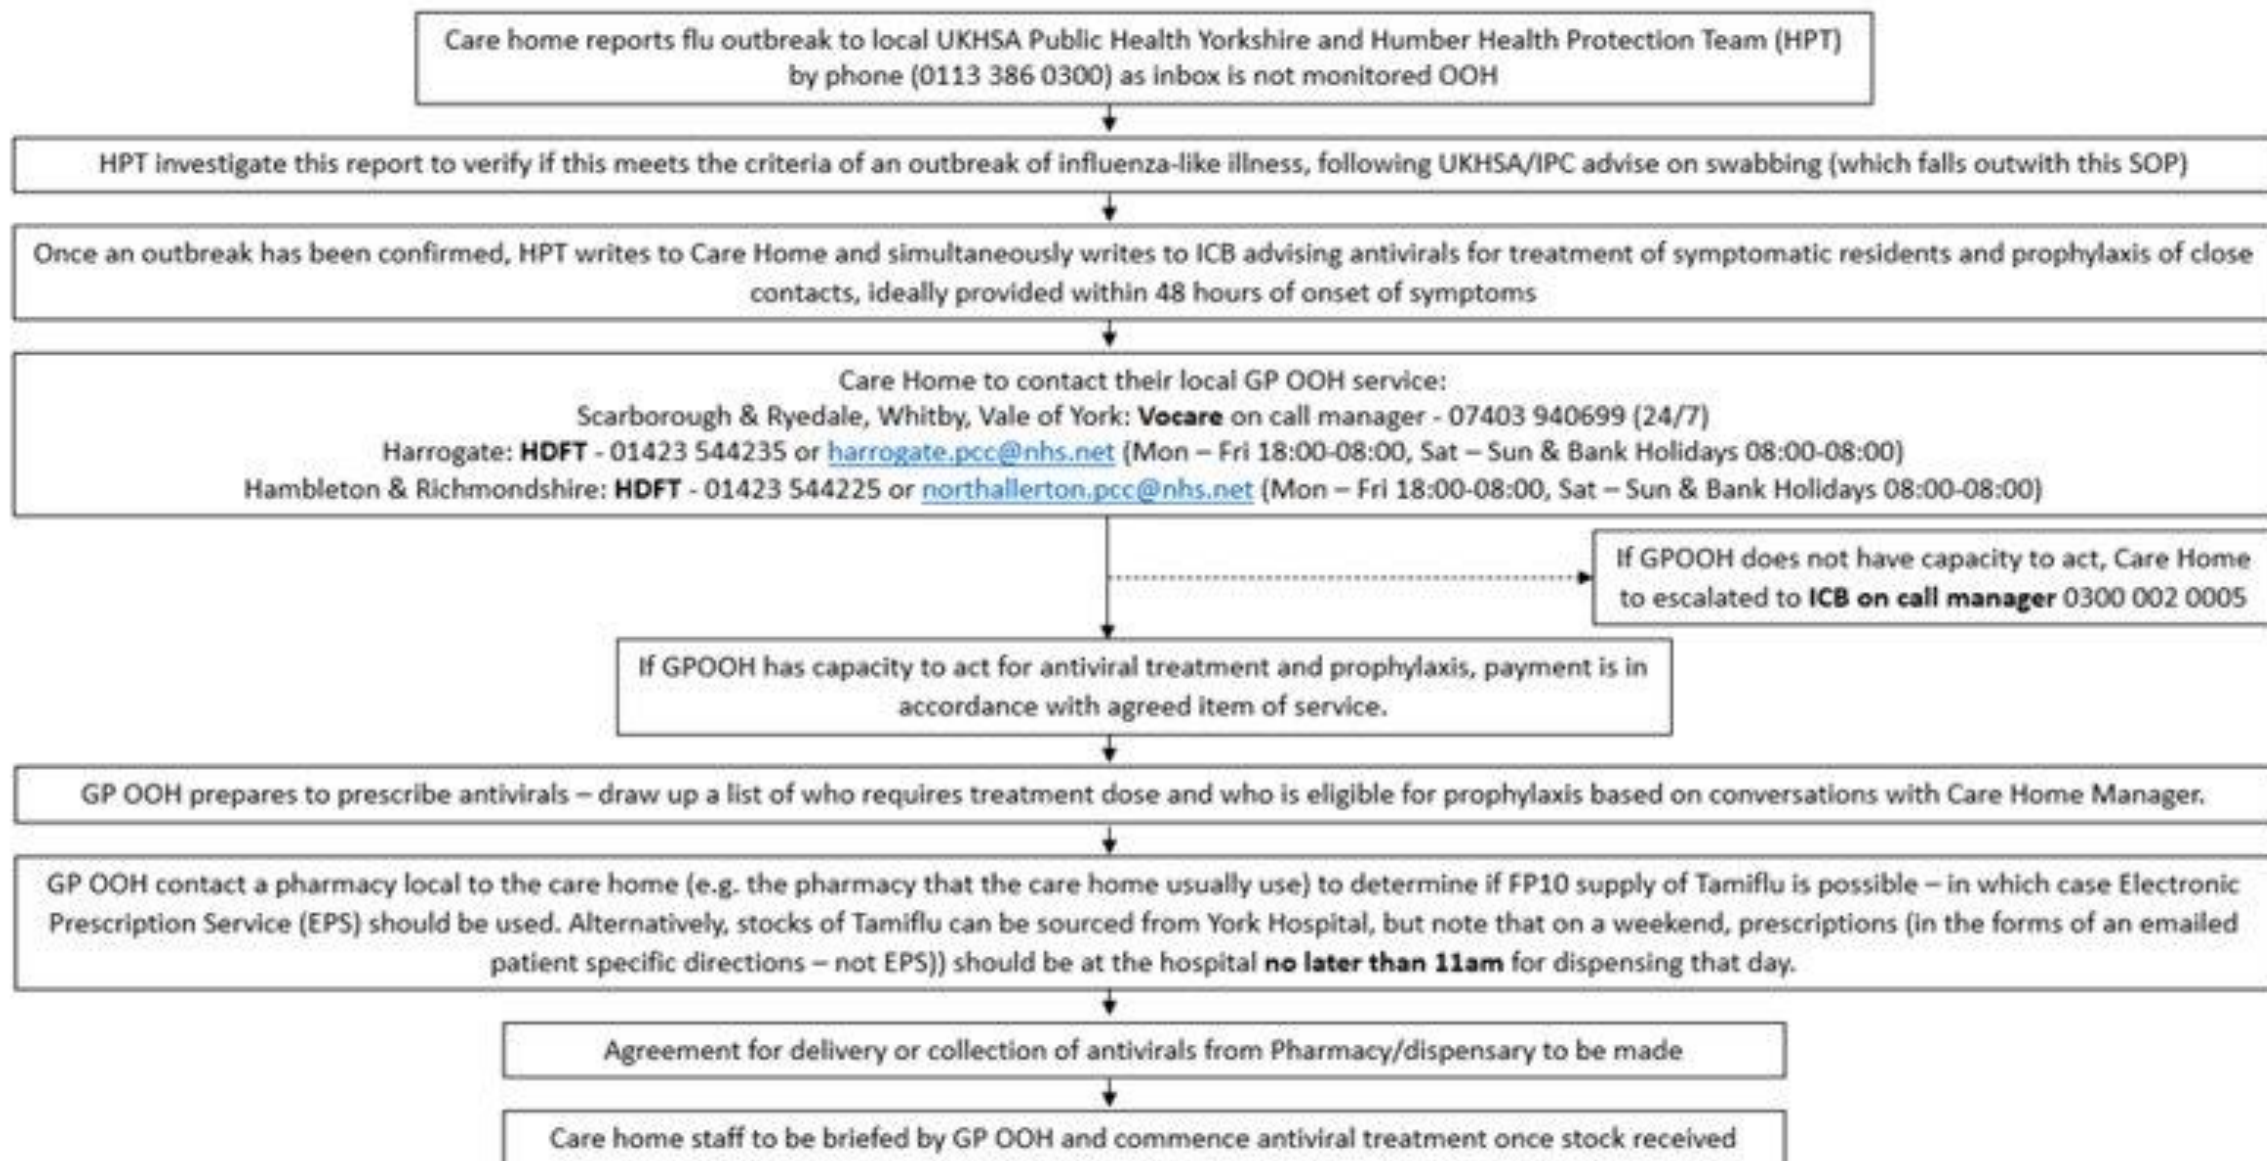 Care home reports flu outbreak to local UKHSA Public Health Yorkshire and Humber Health Protection Team (HPT)
by phone (0113 386 0300) as inbox is not monitored OOH
HPT investigate this report to verify if this meets the criteria of an outbreak of influenza-like illness, following UKHSA/IPC advise on swabbing (which falls outwith this SOP)
Once an outbreak has been confirmed, HPT writes to Care Home and simultaneously writes to ICB advising antivirals for treatment of symptomatic residents and prophylaxis of close
contacts, ideally provided within 48 hours of onset of symptoms
Care Home to contact their local GP OOH service:
Scarborough & Ryedale, Whitby, Vale of York: Vocare on call manager - 07403 940699 (24/7)
Harrogate: HDFT - 01423 544235 or harrogate.pcc@nhs.net (Mon – Fri 18:00-08:00, Sat – Sun & Bank Holidays 08:00-08:00)
Hambleton & Richmondshire: HDFT - 01423 544225 or northallerton.pcc@nhs.net (Mon – Fri 18:00-08:00, Sat – Sun & Bank Holidays 08:00-08:00)
If GPOOH does not have capacity to act, Care Home
to escalated to ICB on call manager 0300 002 0005
If GPOOH has capacity to act for antiviral treatment and prophylaxis, payment is in
accordance with agreed item of service.
GP OOH prepares to prescribe antivirals – draw up a list of who requires treatment dose and who is eligible for prophylaxis based on conversations with Care Home Manager.
GP OOH contact a pharmacy local to the care home (e.g. the pharmacy that the care home usually use) to determine if FP10 supply of Tamiflu is possible – in which case Electronic
Prescription Service (EPS) should be used. Alternatively, stocks of Tamiflu can be sourced from York Hospital, but note that on a weekend, prescriptions (in the forms of an emailed
patient specific directions – not EPS)) should be at the hospital no later than 11am for dispensing that day.
Agreement for delivery or collection of antivirals from Pharmacy/dispensary to be made
Care home staff to be briefed by GP OOH and commence antiviral treatment once stock received